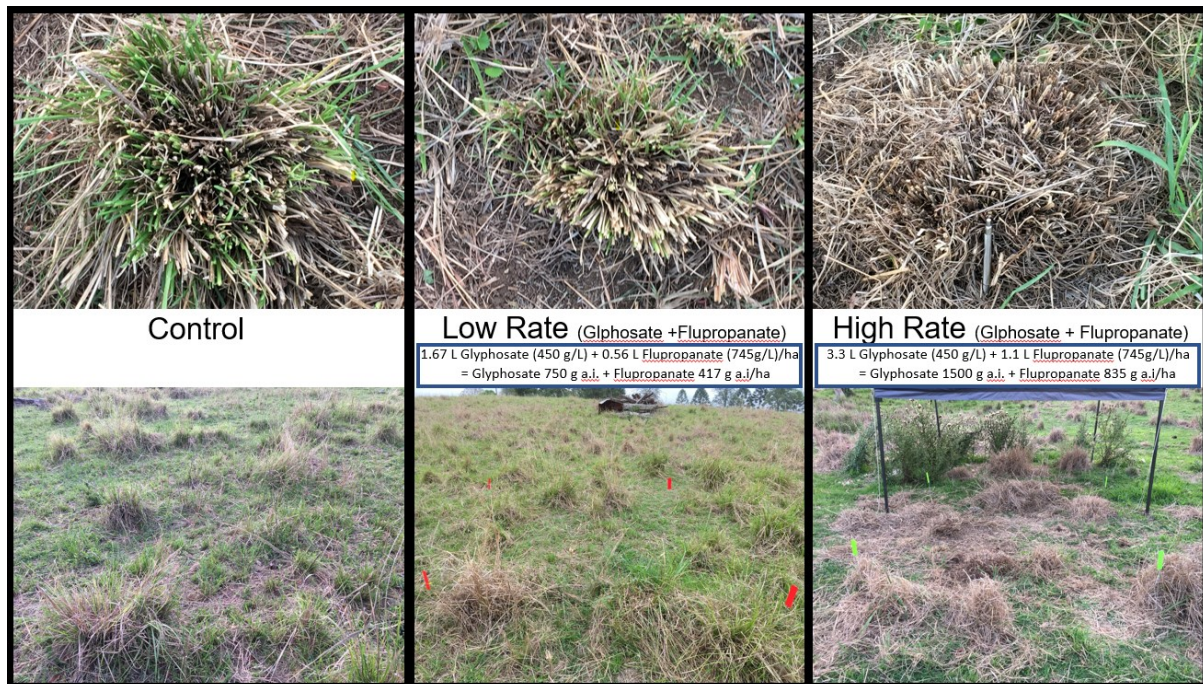 Control
Low Rate (Glphosate +Flupropanate)
1.67 L Glyphosate (450 g/L) + 0.56 L Flupropanate (745g/L)/ha
= Glyphosate 750 g a.i. + Flupropanate 417 g a.i/ha
High Rate (Glphosate + Flupropanate)
3.3 L Glyphosate (450 g/L) + 1.1 L Flupropanate (745g/L)/ha
= Glyphosate 1500 g a.i. + Flupropanate 835 g a.i/ha